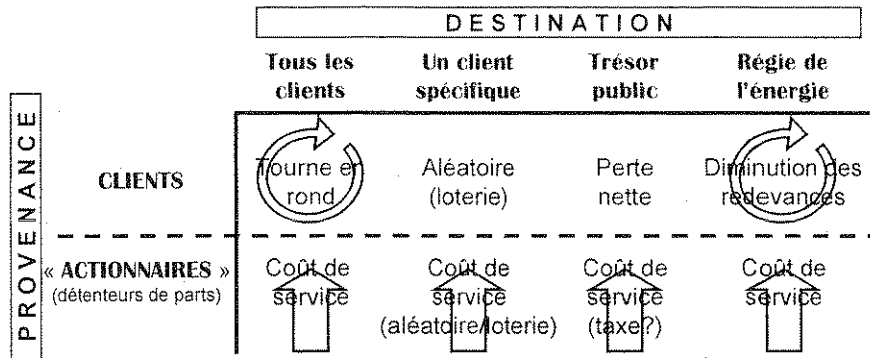 DESTINATION
Tous les clients
Un client spécifique
Trésor public
Régie de l'énergie
PROVENANCE
CLIENTS
Tourne en rond
Aléatoire (loterie)
Perte nette
Diminution des redevances
« ACTIONNAIRES »
(détenteurs de parts)
Coût de service
Coût de service (aléatoire/loterie)
Coût de service (taxe?)
Coût de service